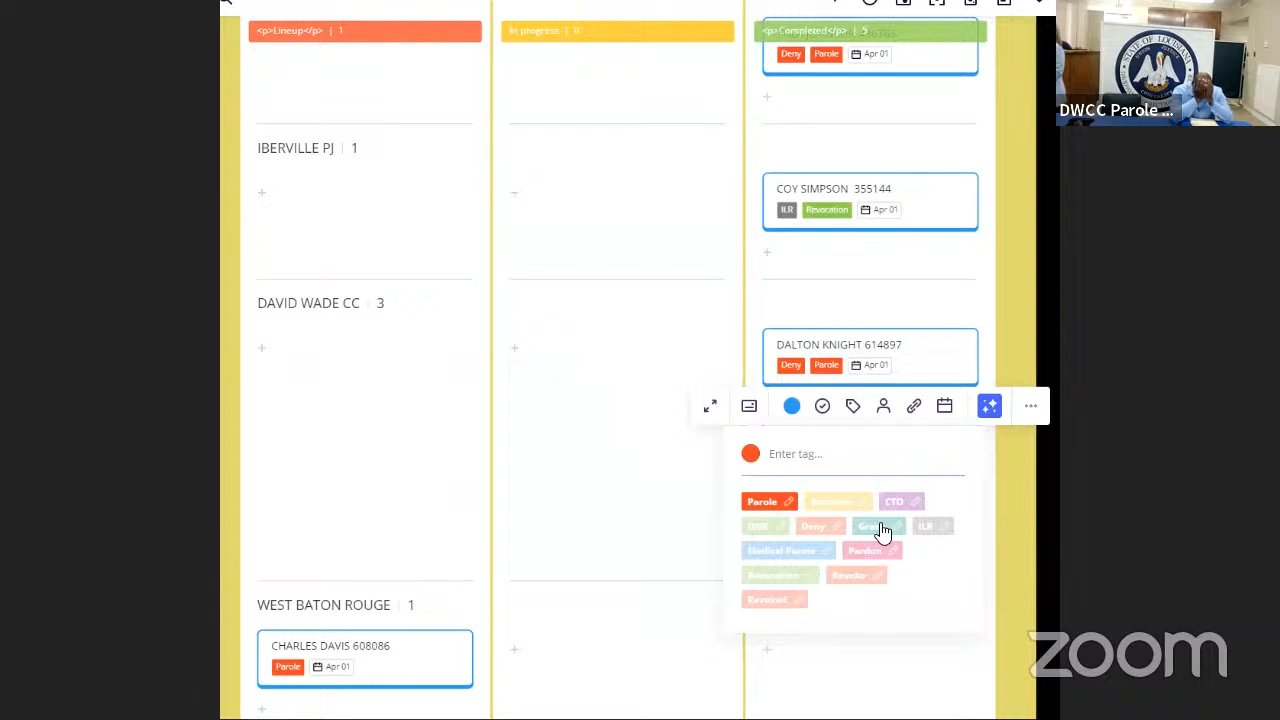 <p>Lineup</p> | 1
In progress | 0
<p>Completed</p> | 5
Deny Parole Apr 01
IBERVILLE PJ | 1
COY SIMPSON 355144
ILR Revocation Apr 01
DAVID WADE CC | 3
DALTON KNIGHT 614897
Deny Parole Apr 01
Enter tag...
Parole CTD
Deny ILR
Medical Parole Pardon
Revocation Revoke
Revoked
WEST BATON ROUGE | 1
CHARLES DAVIS 608086
Parole Apr 01
DWCC Parole ...
STATE OF LOUISIANA
zoom